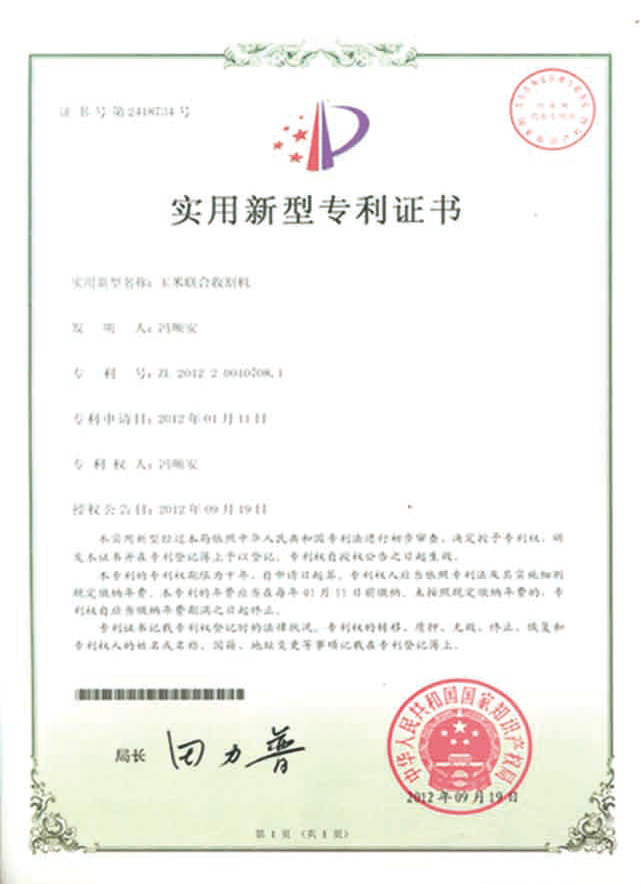 证书号第2418734号
实用新型专利证书
实用新型名称：玉米联合收割机
发明人：冯顺安
专利号：ZL 2012 2 0010708.1
专利申请日：2012年01月11日
专利权人：冯顺安
授权公告日：2012年09月19日
本实用新型经过本局依照中华人民共和国专利法进行初步审查，决定授予专利权，颁
发本证书并在专利登记簿上予以登记。专利权自授权公告之日起生效。
本专利的专利权期限为十年，自申请日起算。专利权人应当依照专利法及其实施细则
规定缴纳年费。本专利的年费应当在每年01月11日前缴纳。未按照规定缴纳年费的，专利
权自应当缴纳年费期满之日起终止。
专利证书记载专利权登记时的法律状况。专利权的转移、质押、无效、终止、恢复和
专利权人的姓名或名称、国籍、地址变更等事项记载在专利登记簿上。
局长 田力普
中华人民共和国国家知识产权局
2012年09月19日
第1页（共1页）